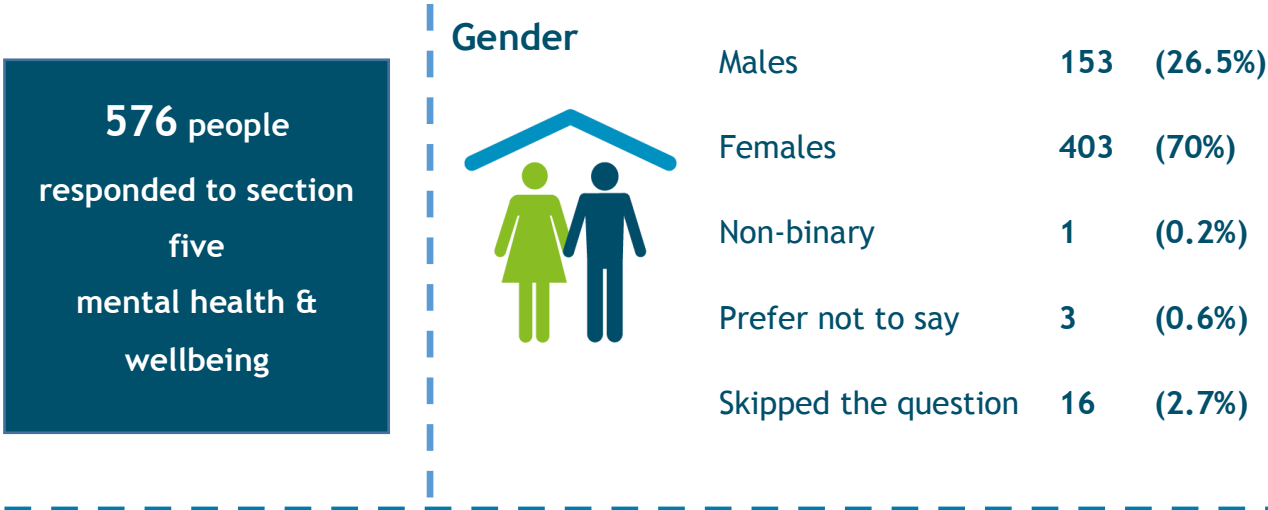 576 people
responded to section
five
mental health &
wellbeing
Gender
Males 153 (26.5%)
Females 403 (70%)
Non-binary 1 (0.2%)
Prefer not to say 3 (0.6%)
Skipped the question 16 (2.7%)